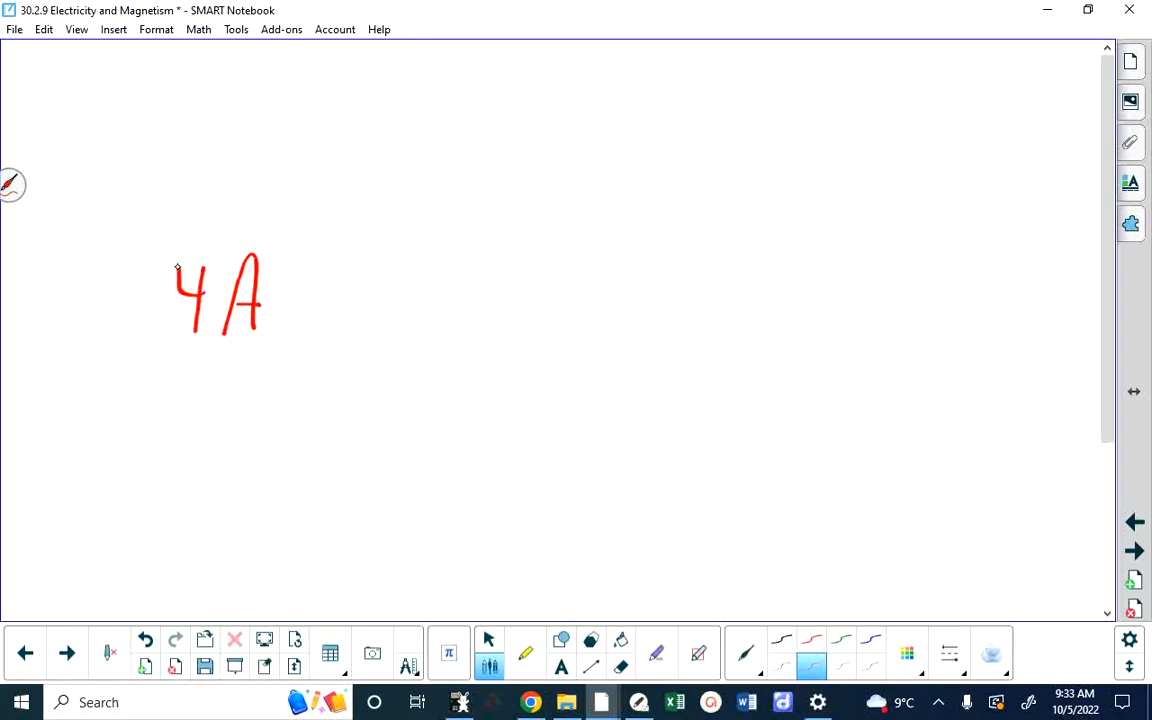 30.2.9 Electricity and Magnetism * - SMART Notebook
File Edit View Insert Format Math Tools Add-ons Account Help
4 A
π
Search
9°C
9:33 AM
10/5/2022